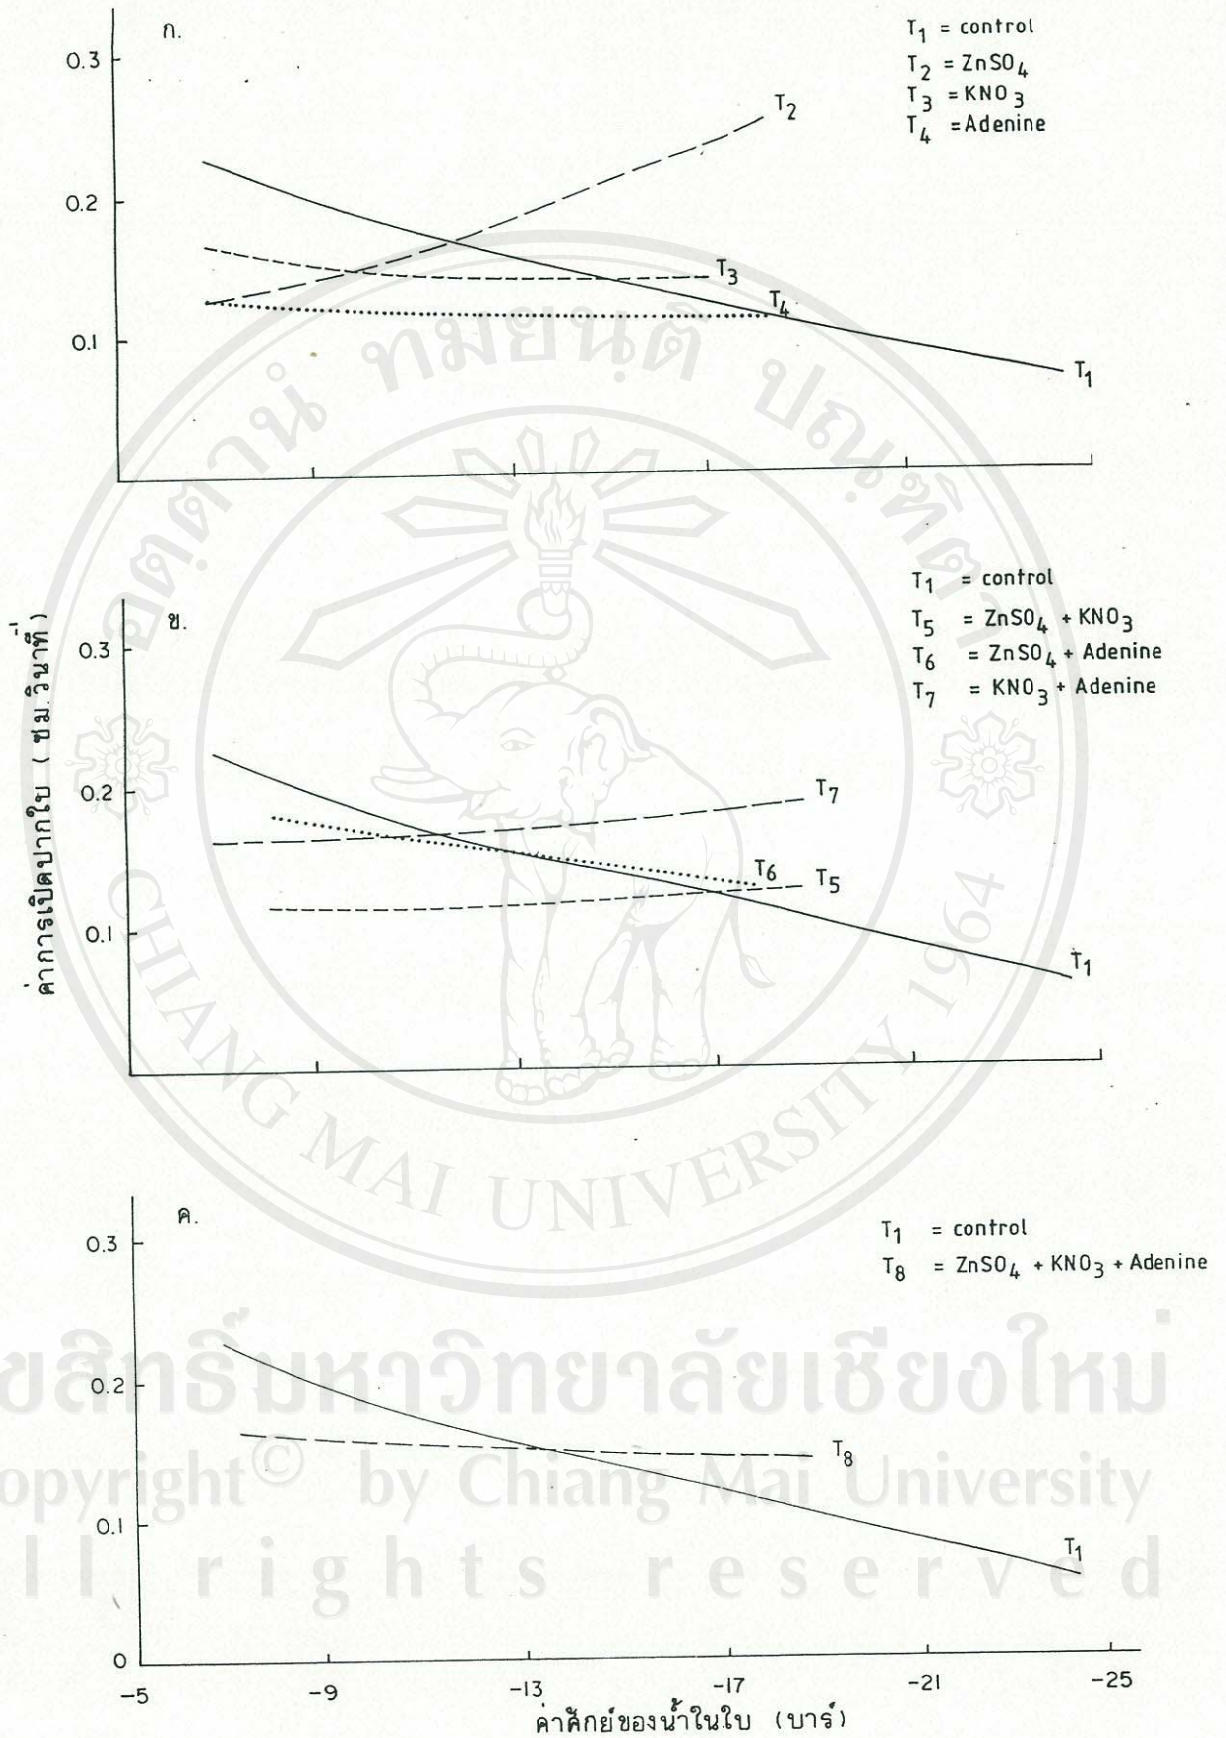 ก.
T1 = control
T2 = ZnSO4
T3 = KNO3
T4 = Adenine
0.3
0.2
0.1
T2
T3
T4
T1
ข.
T1 = control
T5 = ZnSO4 + KNO3
T6 = ZnSO4 + Adenine
T7 = KNO3 + Adenine
0.3
0.2
0.1
T7
T6
T5
T1
ค่าการเปิดปากใบ (ซม.วินาที-1)
ค.
T1 = control
T8 = ZnSO4 + KNO3 + Adenine
0.3
0.2
0.1
0
T8
T1
-5 -9 -13 -17 -21 -25
ค่าศักย์ของน้ำในใบ (บาร์)
CHIANG MAI UNIVERSITY 1964
ขสิทธิ์มหาวิทยาลัยเชียงใหม่
opyright© by Chiang Mai University
ll rights reserved